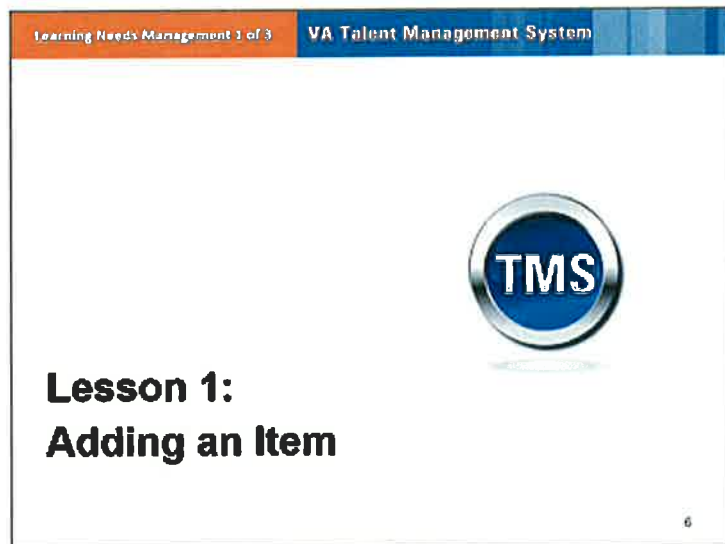 Learning Needs Management 1 of 3
VA Talent Management System
TMS
Lesson 1:
Adding an Item
6